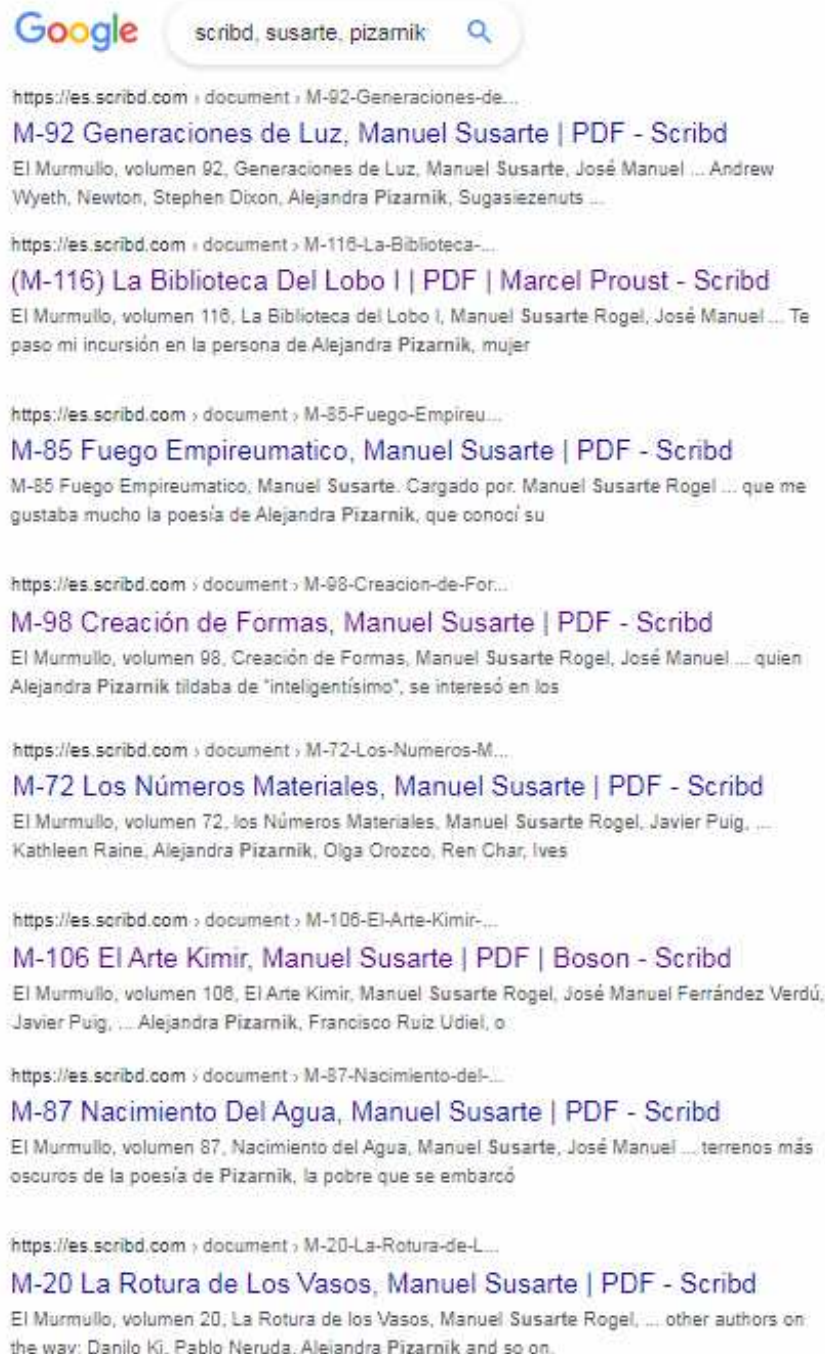 Google scribd, susarte, pizarnik
https://es.scribd.com › document › M-92-Generaciones-de...
M-92 Generaciones de Luz, Manuel Susarte | PDF - Scribd
El Murmullo, volumen 92, Generaciones de Luz, Manuel Susarte, José Manuel ... Andrew
Wyeth, Newton, Stephen Dixon, Alejandra Pizarnik, Sugasiezenuts ...
https://es.scribd.com › document › M-116-La-Biblioteca-...
(M-116) La Biblioteca Del Lobo I | PDF | Marcel Proust - Scribd
El Murmullo, volumen 116, La Biblioteca del Lobo I, Manuel Susarte Rogel, José Manuel ... Te
paso mi incursión en la persona de Alejandra Pizarnik, mujer
https://es.scribd.com › document › M-85-Fuego-Empireu...
M-85 Fuego Empireumatico, Manuel Susarte | PDF - Scribd
M-85 Fuego Empireumatico, Manuel Susarte. Cargado por. Manuel Susarte Rogel ... que me
gustaba mucho la poesía de Alejandra Pizarnik, que conocí su
https://es.scribd.com › document › M-98-Creacion-de-For...
M-98 Creación de Formas, Manuel Susarte | PDF - Scribd
El Murmullo, volumen 98, Creación de Formas, Manuel Susarte Rogel, José Manuel ... quien
Alejandra Pizarnik tildaba de "inteligentísimo", se interesó en los
https://es.scribd.com › document › M-72-Los-Numeros-M...
M-72 Los Números Materiales, Manuel Susarte | PDF - Scribd
El Murmullo, volumen 72, los Números Materiales, Manuel Susarte Rogel, Javier Puig, ...
Kathleen Raine, Alejandra Pizarnik, Olga Orozco, Ren Char, Ives
https://es.scribd.com › document › M-106-El-Arte-Kimir-...
M-106 El Arte Kimir, Manuel Susarte | PDF | Boson - Scribd
El Murmullo, volumen 106, El Arte Kimir, Manuel Susarte Rogel, José Manuel Ferrández Verdú,
Javier Puig, ... Alejandra Pizarnik, Francisco Ruiz Udiel, o
https://es.scribd.com › document › M-87-Nacimiento-del-...
M-87 Nacimiento Del Agua, Manuel Susarte | PDF - Scribd
El Murmullo, volumen 87, Nacimiento del Agua, Manuel Susarte, José Manuel ... terrenos más
oscuros de la poesía de Pizarnik, la pobre que se embarcó
https://es.scribd.com › document › M-20-La-Rotura-de-L...
M-20 La Rotura de Los Vasos, Manuel Susarte | PDF - Scribd
El Murmullo, volumen 20, La Rotura de los Vasos, Manuel Susarte Rogel, ... other authors on
the way: Danilo Ki, Pablo Neruda, Alejandra Pizarnik and so on.